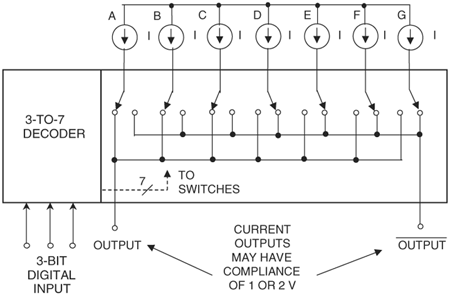 A B C D E F G
I I I I I I I
3-TO-7
DECODER
7
TO
SWITCHES
3-BIT
DIGITAL
INPUT
OUTPUT
CURRENT
OUTPUTS
MAY HAVE
COMPLIANCE
OF 1 OR 2 V
OUTPUT